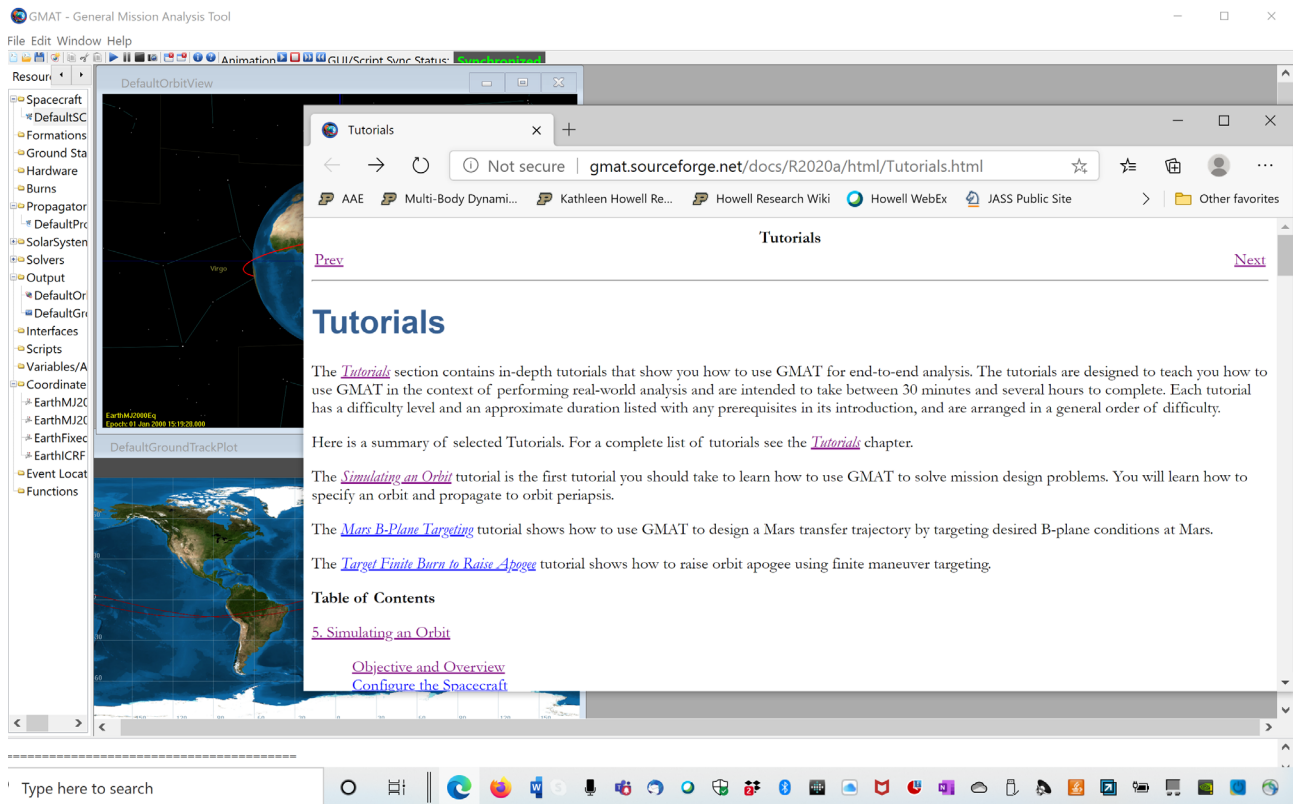 GMAT - General Mission Analysis Tool
File Edit Window Help
Animation GUI/Script Sync Status: Synchronized
Resour
Spacecraft
DefaultSC
Formations
Ground Sta
Hardware
Burns
Propagator
DefaultPro
SolarSystem
Solvers
Output
DefaultOr
DefaultGro
Interfaces
Scripts
Variables/A
Coordinate
EarthMJ20
EarthMJ20
EarthFixed
EarthICRF
Event Locat
Functions
DefaultOrbitView
Virgo
EarthMJ2000Eq
Epoch: 01 Jan 2000 15:19:28.000
DefaultGroundTrackPlot
Tutorials
Not secure | gmat.sourceforge.net/docs/R2020a/html/Tutorials.html
AAE Multi-Body Dynami... Kathleen Howell Re... Howell Research Wiki Howell WebEx JASS Public Site Other favorites
Tutorials
Prev Next
Tutorials
The Tutorials section contains in-depth tutorials that show you how to use GMAT for end-to-end analysis. The tutorials are designed to teach you how to
use GMAT in the context of performing real-world analysis and are intended to take between 30 minutes and several hours to complete. Each tutorial
has a difficulty level and an approximate duration listed with any prerequisites in its introduction, and are arranged in a general order of difficulty.
Here is a summary of selected Tutorials. For a complete list of tutorials see the Tutorials chapter.
The Simulating an Orbit tutorial is the first tutorial you should take to learn how to use GMAT to solve mission design problems. You will learn how to
specify an orbit and propagate to orbit periapsis.
The Mars B-Plane Targeting tutorial shows how to use GMAT to design a Mars transfer trajectory by targeting desired B-plane conditions at Mars.
The Target Finite Burn to Raise Apogee tutorial shows how to raise orbit apogee using finite maneuver targeting.
Table of Contents
5. Simulating an Orbit
Objective and Overview
Configure the Spacecraft
========================================
Type here to search